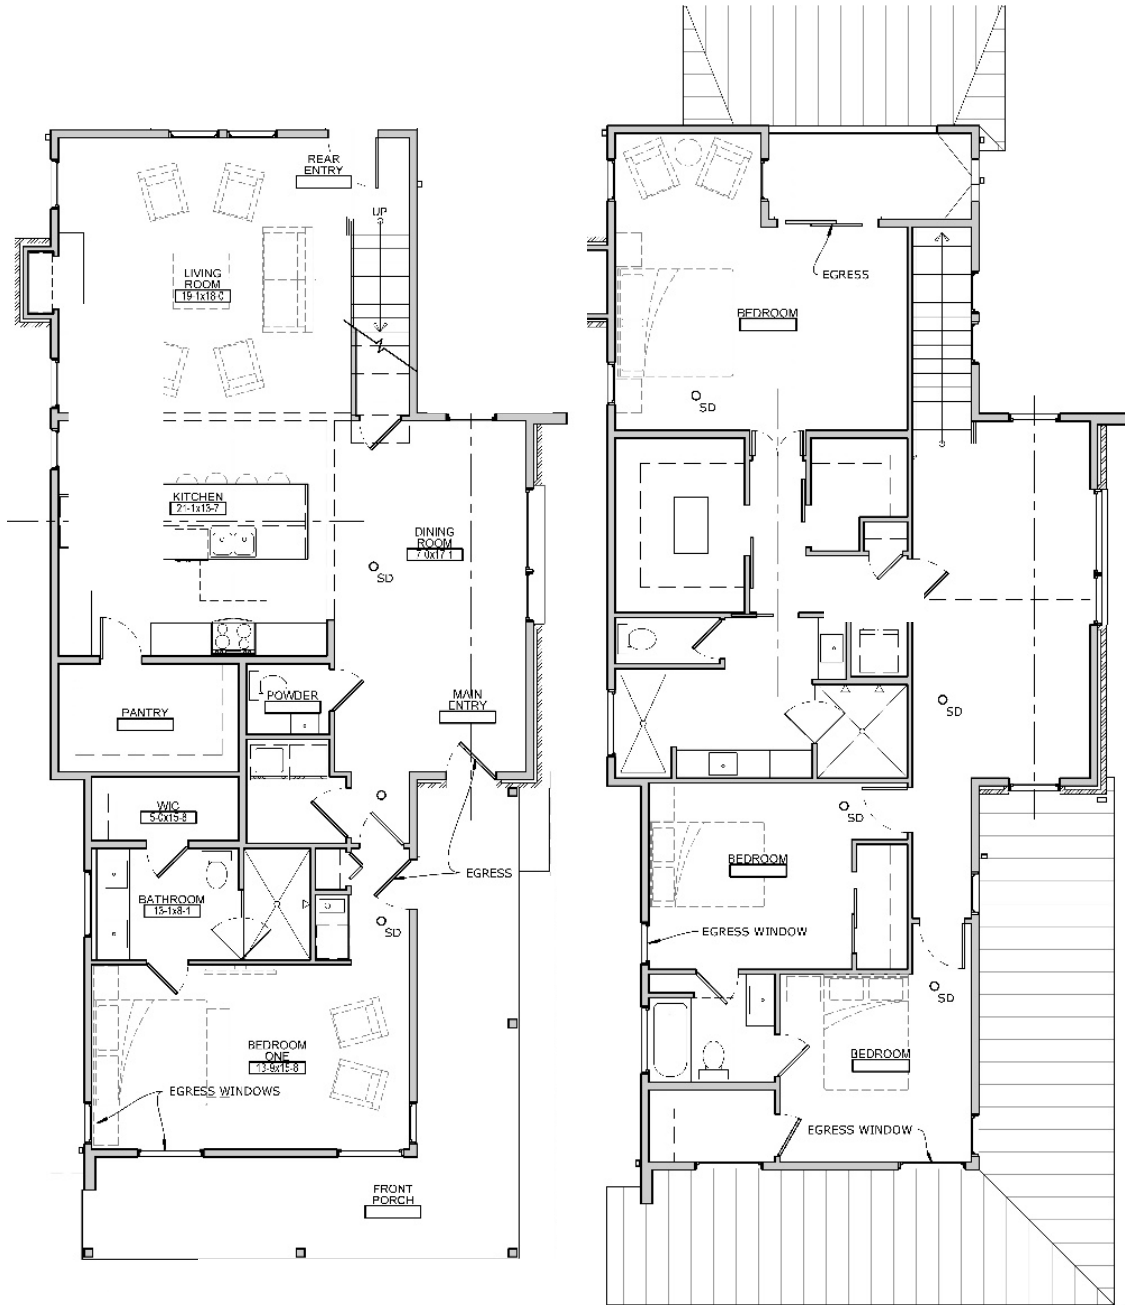 REAR
ENTRY
UP
LIVING
ROOM
19-1x18-0
KITCHEN
21-1x13-7
DINING
ROOM
7-0x17-1
SD
PANTRY
POWDER
MAIN
ENTRY
WIC
5-0x15-8
EGRESS
BATHROOM
13-1x8-1
SD
BEDROOM
ONE
13-9x15-8
EGRESS WINDOWS
FRONT
PORCH
EGRESS
BEDROOM
SD
SD
SD
BEDROOM
EGRESS WINDOW
SD
BEDROOM
EGRESS WINDOW